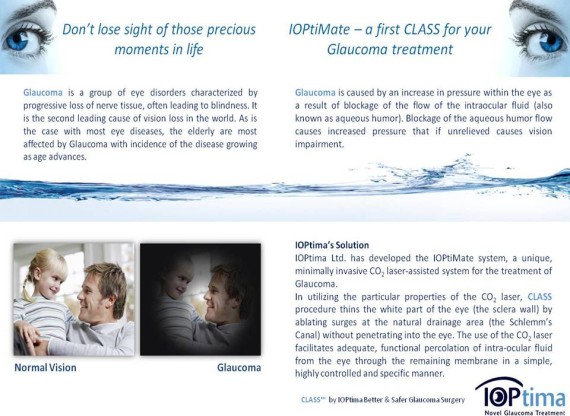 Don't lose sight of those precious
moments in life
Glaucoma is a group of eye disorders characterized by
progressive loss of nerve tissue, often leading to blindness. It
is the second leading cause of vision loss in the world. As is
the case with most eye diseases, the elderly are most
affected by Glaucoma with incidence of the disease growing
as age advances.
IOPtiMate – a first CLASS for your
Glaucoma treatment
Glaucoma is caused by an increase in pressure within the eye as
a result of blockage of the flow of the intraocular fluid (also
known as aqueous humor). Blockage of the aqueous humor flow
causes increased pressure that if unrelieved causes vision
impairment.
Normal Vision
Glaucoma
IOPtima's Solution
IOPtima Ltd. has developed the IOPtiMate system, a unique,
minimally invasive CO₂ laser-assisted system for the treatment of
Glaucoma.
In utilizing the particular properties of the CO₂ laser, CLASS
procedure thins the white part of the eye (the sclera wall) by
ablating surges at the natural drainage area (the Schlemm's
Canal) without penetrating into the eye. The use of the CO₂ laser
facilitates adequate, functional percolation of intra-ocular fluid
from the eye through the remaining membrane in a simple,
highly controlled and specific manner.
CLASS™ by IOPtima Better & Safer Glaucoma Surgery
IOPtima
Novel Glaucoma Treatment